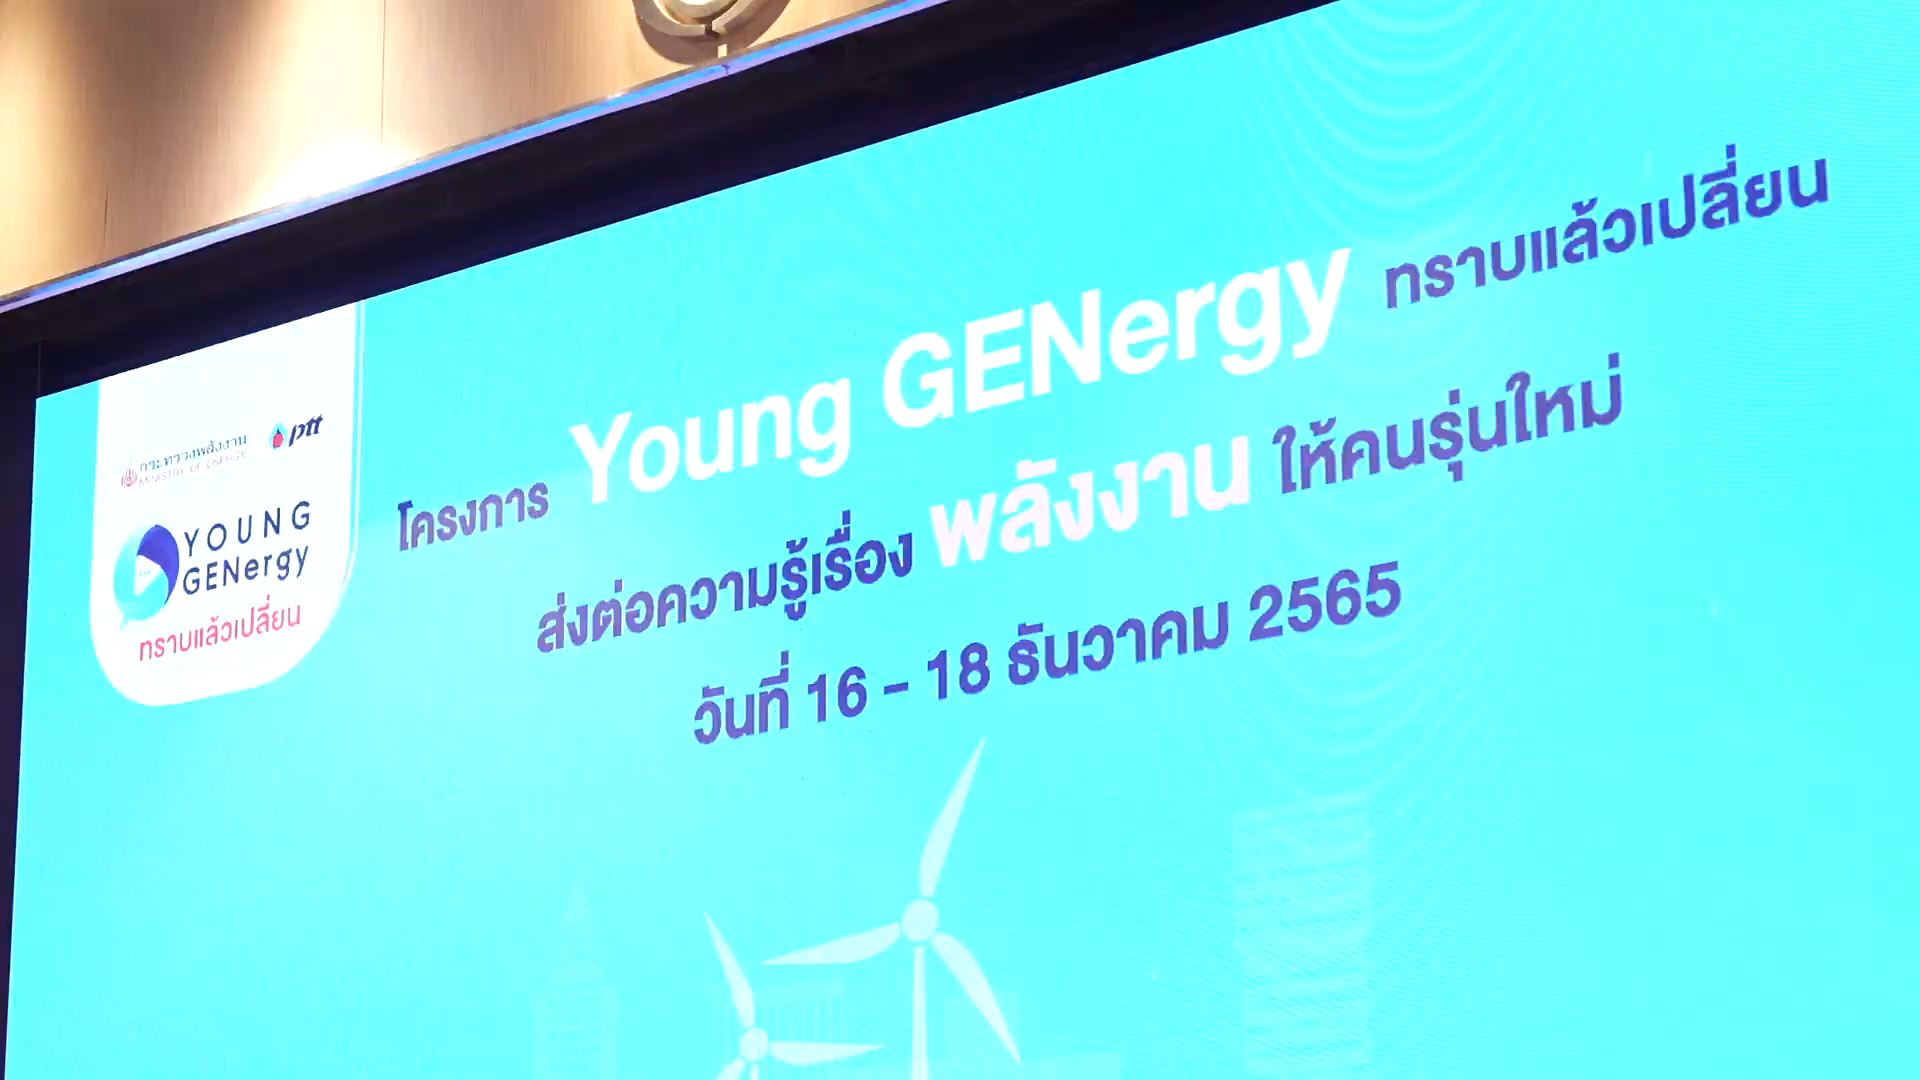 กระทรวงพลังงาน
MINISTRY OF ENERGY
ptt
YOUNG
GENergy
ทราบแล้วเปลี่ยน
โครงการ Young GENergy ทราบแล้วเปลี่ยน
ส่งต่อความรู้เรื่อง พลังงาน ให้คนรุ่นใหม่
วันที่ 16 - 18 ธันวาคม 2565